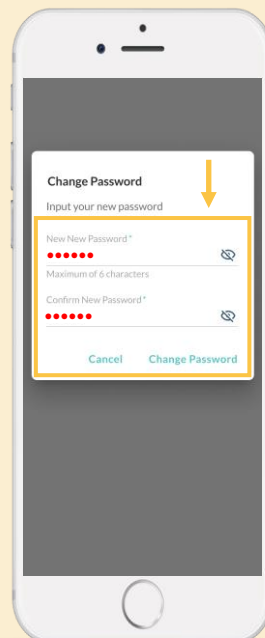 Change Password
Input your new password
New New Password*
Maximum of 6 characters
Confirm New Password*
Cancel Change Password